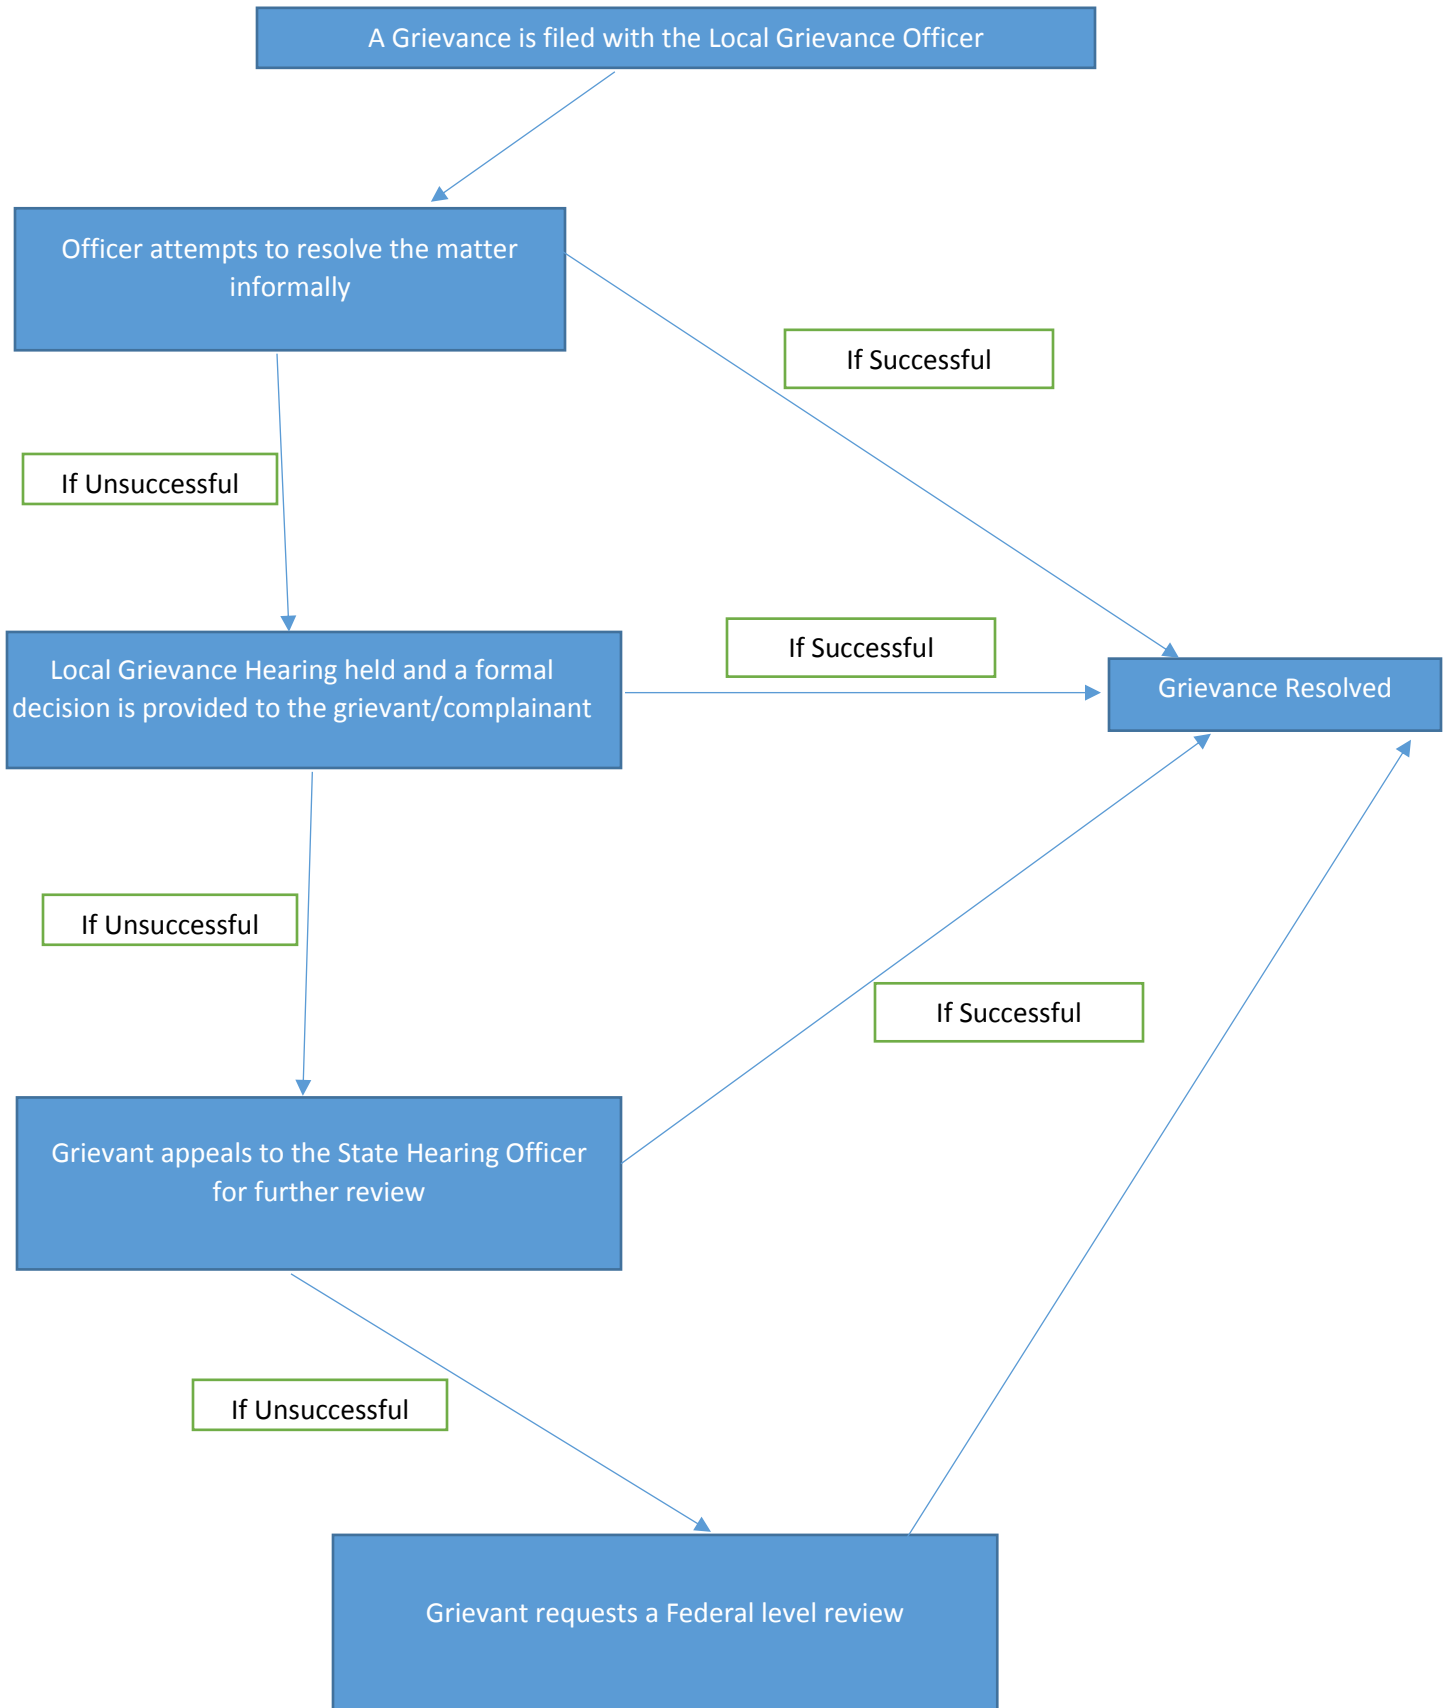 A Grievance is filed with the Local Grievance Officer
Officer attempts to resolve the matter
informally
If Successful
If Unsuccessful
Local Grievance Hearing held and a formal
decision is provided to the grievant/complainant
If Successful
Grievance Resolved
If Unsuccessful
If Successful
Grievant appeals to the State Hearing Officer
for further review
If Unsuccessful
Grievant requests a Federal level review